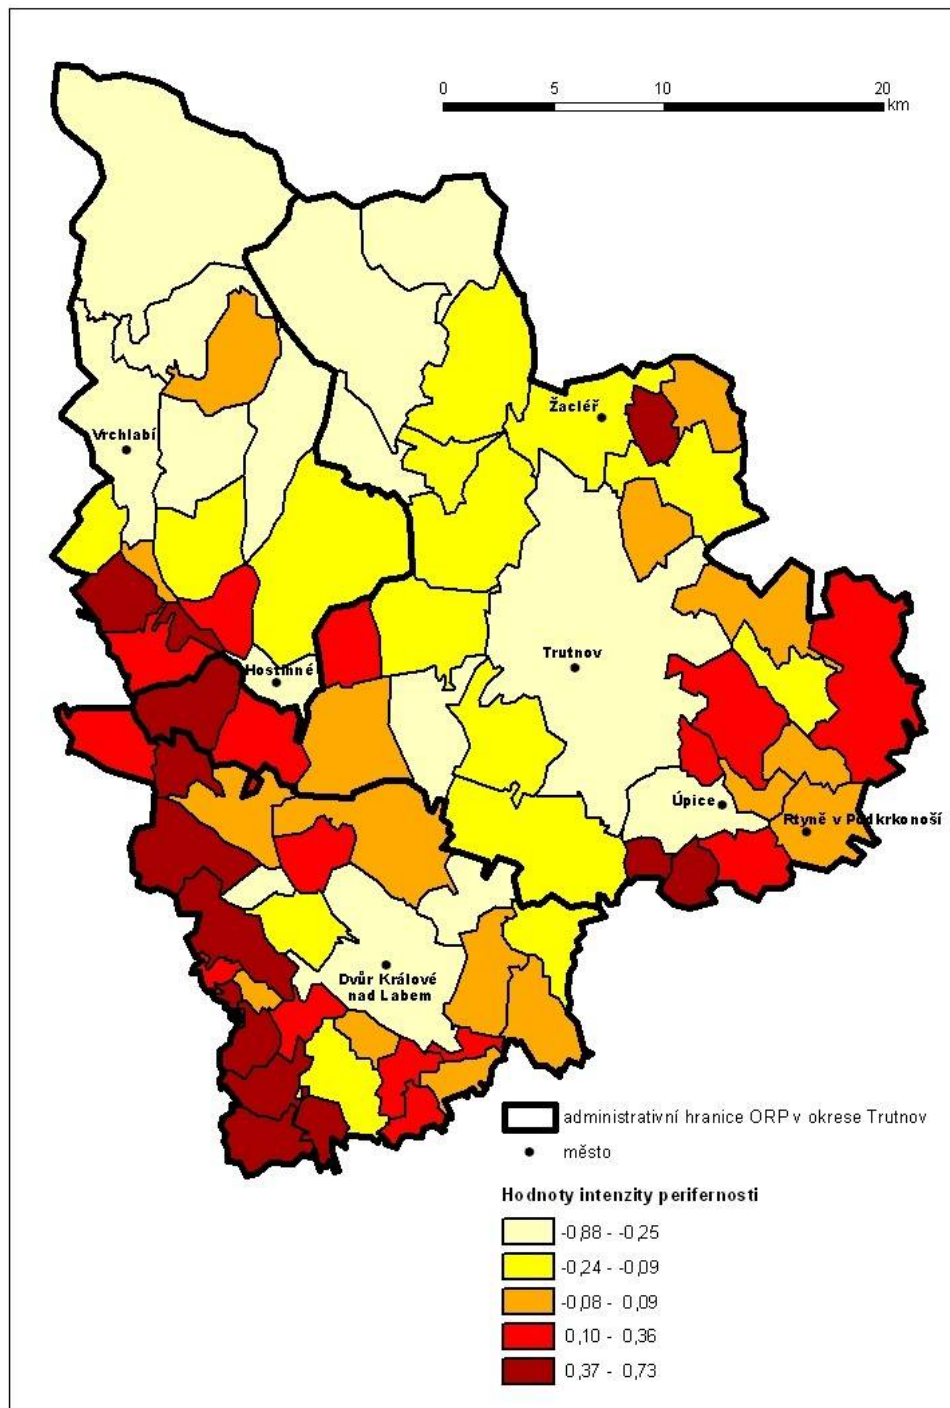 0 5 10 20
km
Žacléř
Vrchlabí
Trutnov
Hostinné
Úpice
Rtyně v Podkrkonoší
Dvůr Králové
nad Labem
administrativní hranice ORP v okrese Trutnov
město
Hodnoty intenzity perifernosti
-0,88 - -0,25
-0,24 - -0,09
-0,08 - 0,09
0,10 - 0,36
0,37 - 0,73